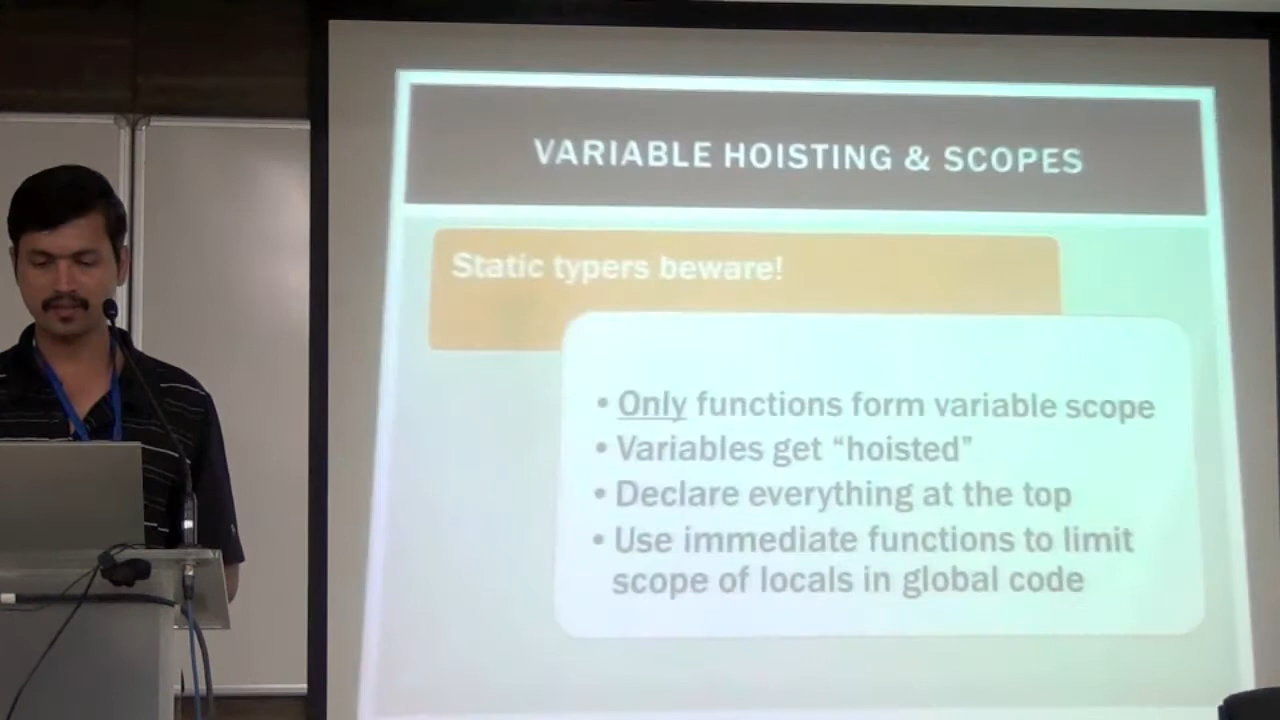 VARIABLE HOISTING & SCOPES
Static typers beware!
• Only functions form variable scope
• Variables get “hoisted”
• Declare everything at the top
• Use immediate functions to limit
scope of locals in global code